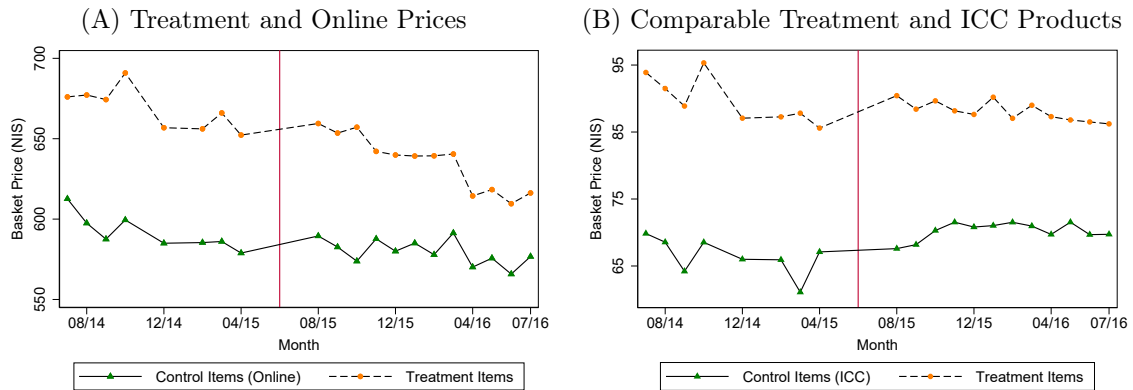 (A) Treatment and Online Prices
Basket Price (NIS)
700
650
600
550
08/14 12/14 04/15 08/15 12/15 04/16 07/16
Month
Control Items (Online) Treatment Items
(B) Comparable Treatment and ICC Products
Basket Price (NIS)
95
85
75
65
08/14 12/14 04/15 08/15 12/15 04/16 07/16
Month
Control Items (ICC) Treatment Items